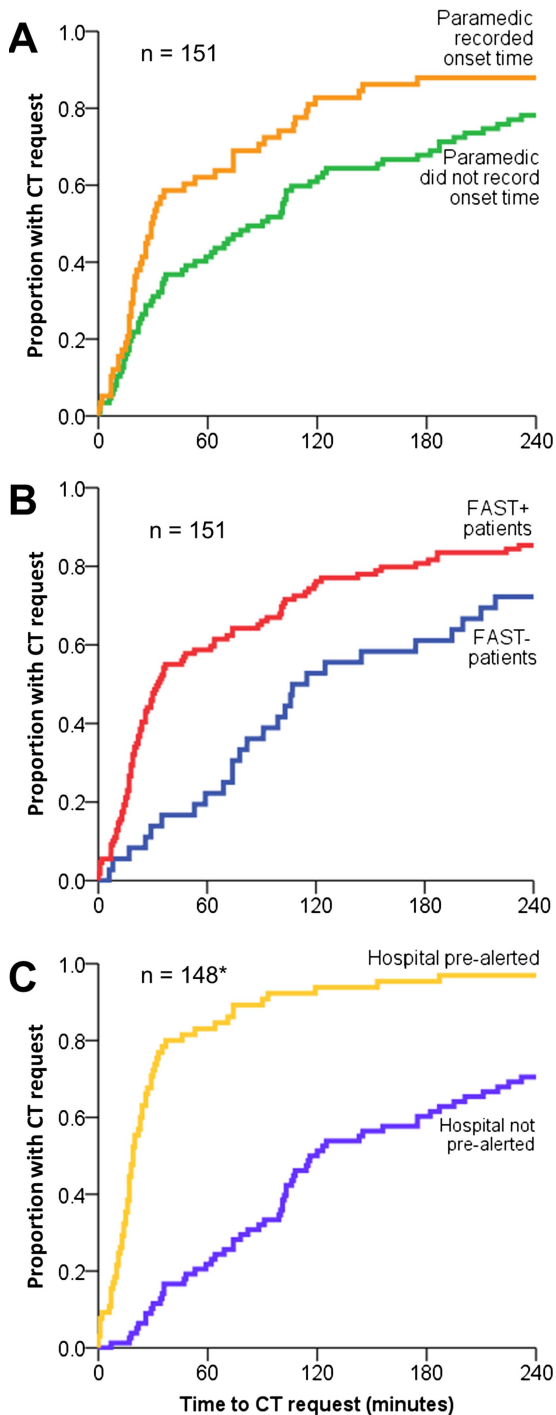 A
n = 151
Paramedic
recorded
onset time
Paramedic
did not record
onset time
Proportion with CT request
1.0
0.8
0.6
0.4
0.2
0.0
0
60
120
180
240
B
n = 151
FAST+
patients
FAST-
patients
Proportion with CT request
1.0
0.8
0.6
0.4
0.2
0.0
0
60
120
180
240
C
n = 148*
Hospital pre-alerted
Hospital not
pre-alerted
Proportion with CT request
1.0
0.8
0.6
0.4
0.2
0.0
0
60
120
180
240
Time to CT request (minutes)